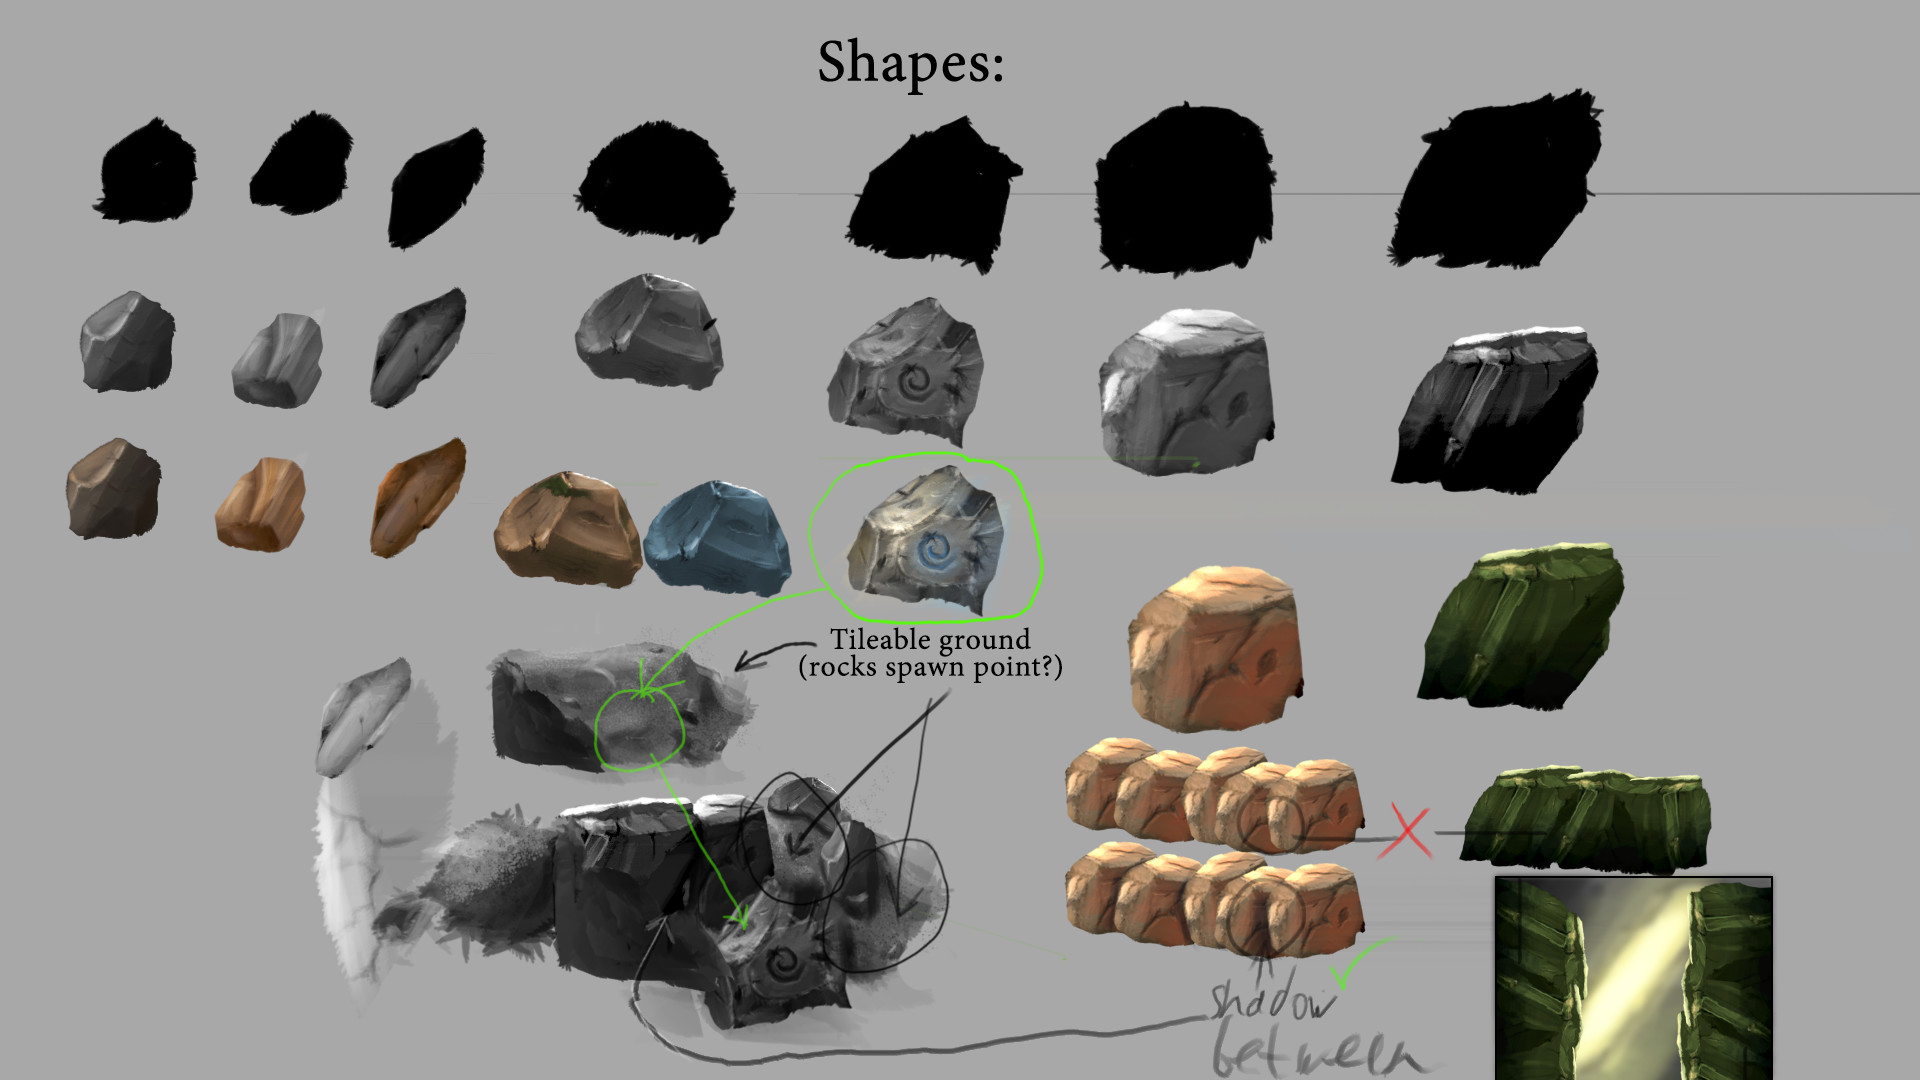 Shapes:
Tileable ground
(rocks spawn point?)
shadow
between